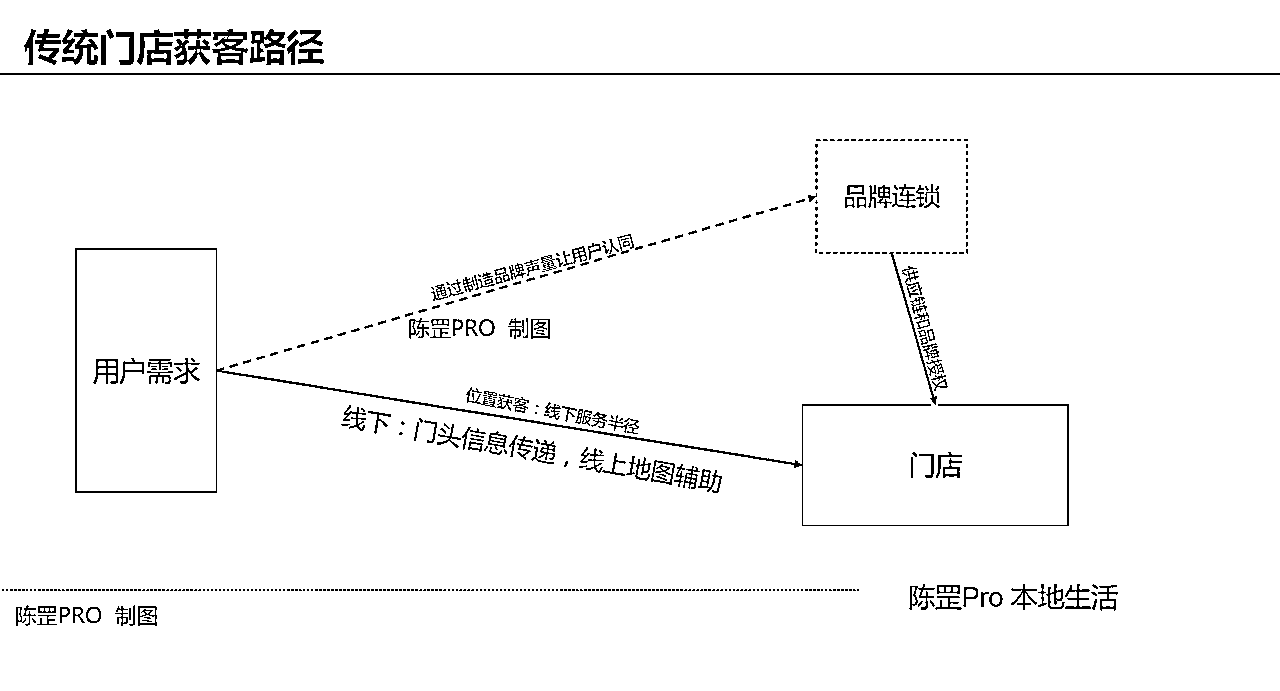 传统门店获客路径
品牌连锁
通过制造品牌声量让用户认同
供应链和品牌授权
陈罡PRO 制图
用户需求
位置获客：线下服务半径
线下：门头信息传递，线上地图辅助
门店
陈罡Pro 本地生活
陈罡PRO 制图